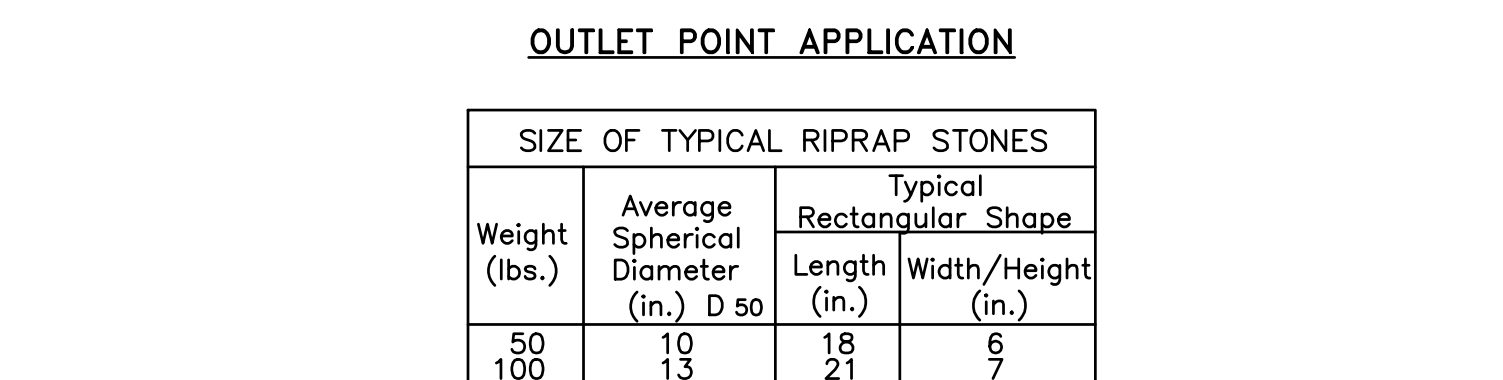 OUTLET POINT APPLICATION
SIZE OF TYPICAL RIPRAP STONES
Weight
(lbs.)
Average
Spherical
Diameter
(in.) D 50
Typical
Rectangular Shape
Length
(in.)
Width/Height
(in.)
50 10 18 6
100 13 21 7